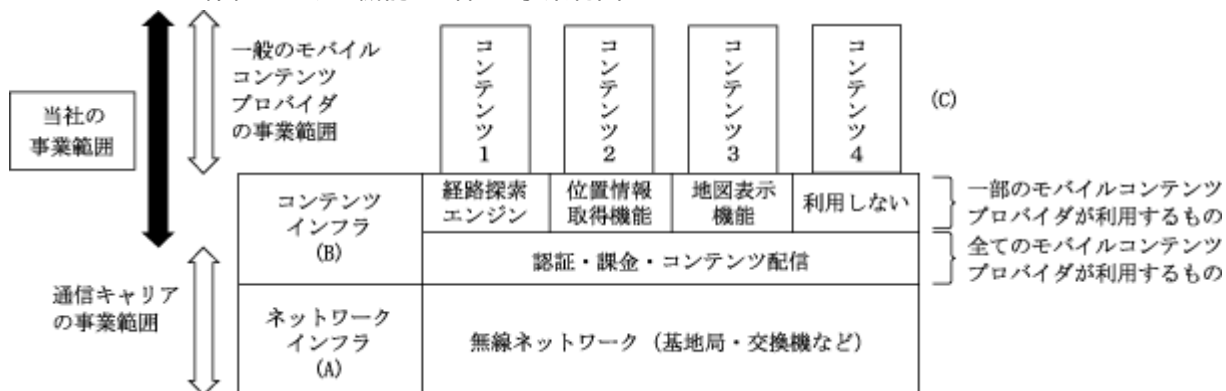 当社の
事業範囲
一般のモバイル
コンテンツ
プロバイダ
の事業範囲
通信キャリア
の事業範囲
コンテンツ1
コンテンツ2
コンテンツ3
コンテンツ4
(C)
コンテンツ
インフラ
(B)
経路探索
エンジン
位置情報
取得機能
地図表示
機能
利用しない
一部のモバイルコンテンツ
プロバイダが利用するもの
認証・課金・コンテンツ配信
全てのモバイルコンテンツ
プロバイダが利用するもの
ネットワーク
インフラ
(A)
無線ネットワーク（基地局・交換機など）